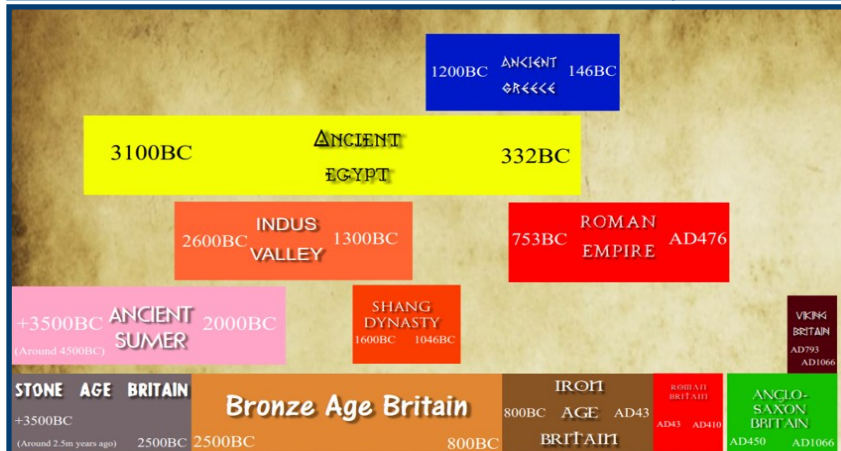 1200BC ANCIENT GREECE 146BC
3100BC ANCIENT EGYPT 332BC
2600BC INDUS VALLEY 1300BC
753BC ROMAN EMPIRE AD476
+3500BC ANCIENT SUMER 2000BC
(Around 4500BC)
SHANG
DYNASTY
1600BC 1046BC
VIKING
BRITAIN
AD793
AD1066
STONE AGE BRITAIN
+3500BC
(Around 2.5m years ago) 2500BC
Bronze Age Britain
2500BC 800BC
IRON
800BC AGE AD43
BRITAIN
ROMAN
BRITAIN
AD43 AD410
ANGLO-
SAXON
BRITAIN
AD450 AD1066